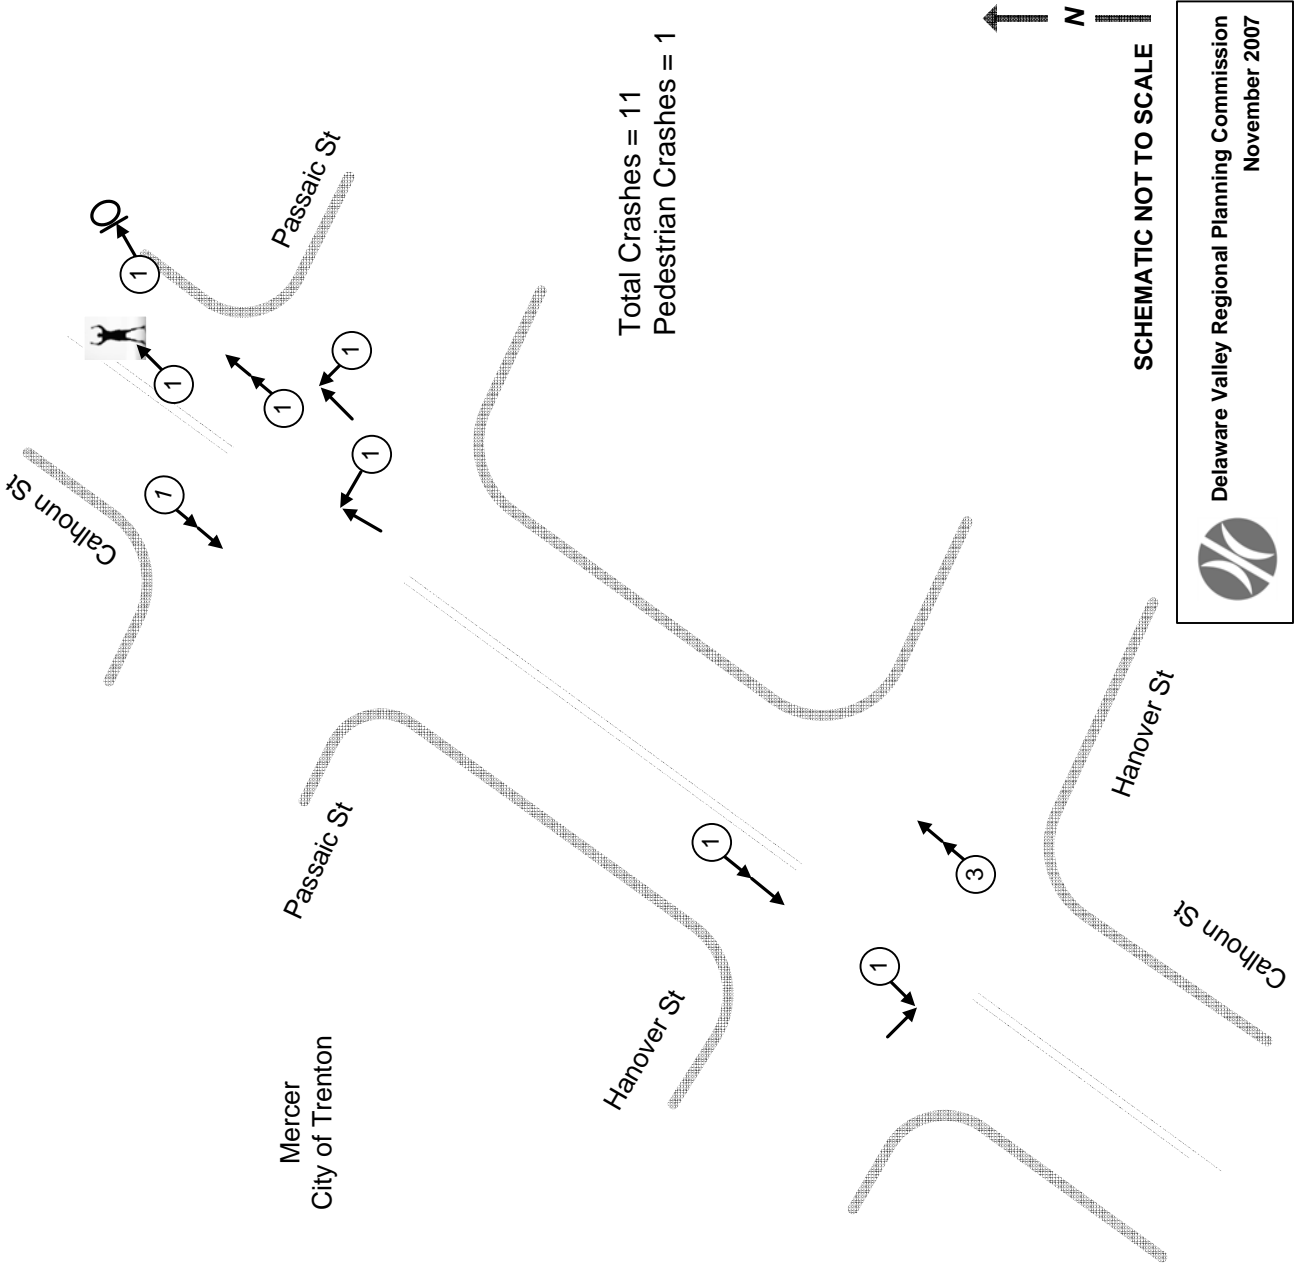 Mercer
City of Trenton
Passaic St
Calhoun St
Passaic St
Hanover St
Hanover St
Calhoun St
1
1
1
1
1
1
1
1
3
Total Crashes = 11
Pedestrian Crashes = 1
SCHEMATIC NOT TO SCALE
N
Delaware Valley Regional Planning Commission
November 2007